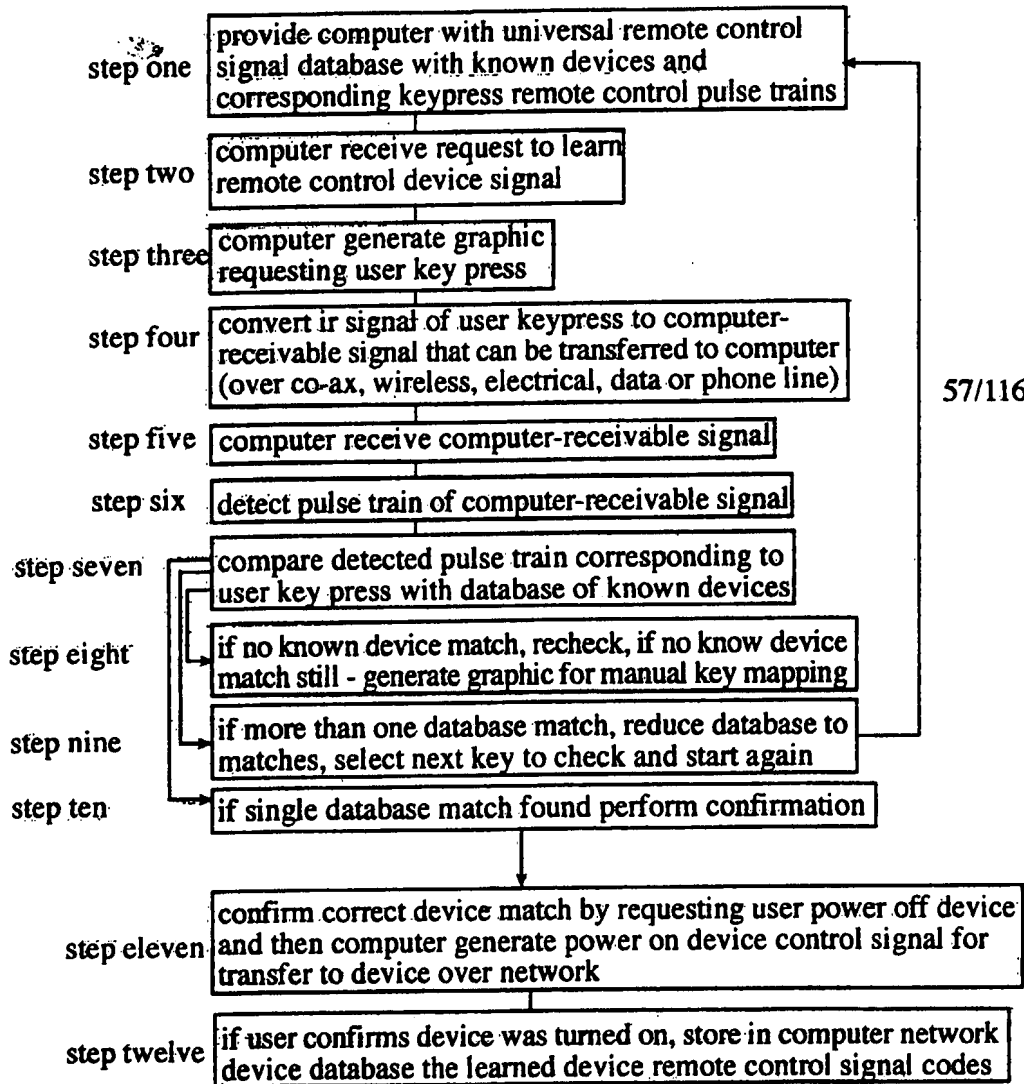 provide computer with universal remote control
step one signal database with known devices and
corresponding keypress remote control pulse trains
computer receive request to learn
step two remote control device signal
step three computer generate graphic
requesting user key press
step four convert ir signal of user keypress to computer-
receivable signal that can be transferred to computer
(over co-ax, wireless, electrical, data or phone line)
57/116
step five computer receive computer-receivable signal
step six detect pulse train of computer-receivable signal
step seven compare detected pulse train corresponding to
user key press with database of known devices
step eight if no known device match, recheck, if no know device
match still - generate graphic for manual key mapping
step nine if more than one database match, reduce database to
matches, select next key to check and start again
step ten if single database match found perform confirmation
confirm correct device match by requesting user power off device
step eleven and then computer generate power on device control signal for
transfer to device over network
step twelve if user confirms device was turned on, store in computer network
device database the learned device remote control signal codes